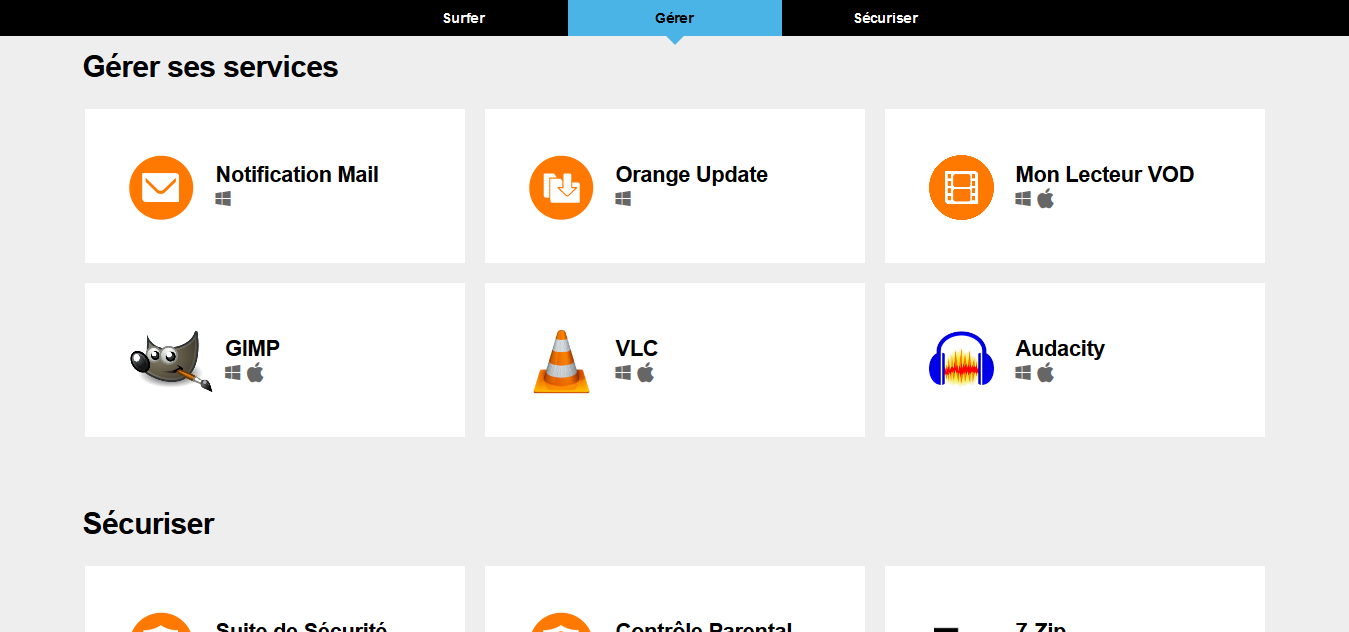 Surfer
Gérer
Sécuriser
Gérer ses services
Notification Mail
Orange Update
Mon Lecteur VOD
GIMP
VLC
Audacity
Sécuriser
Suite de Sécurité
Contrôle Parental
7 Zip